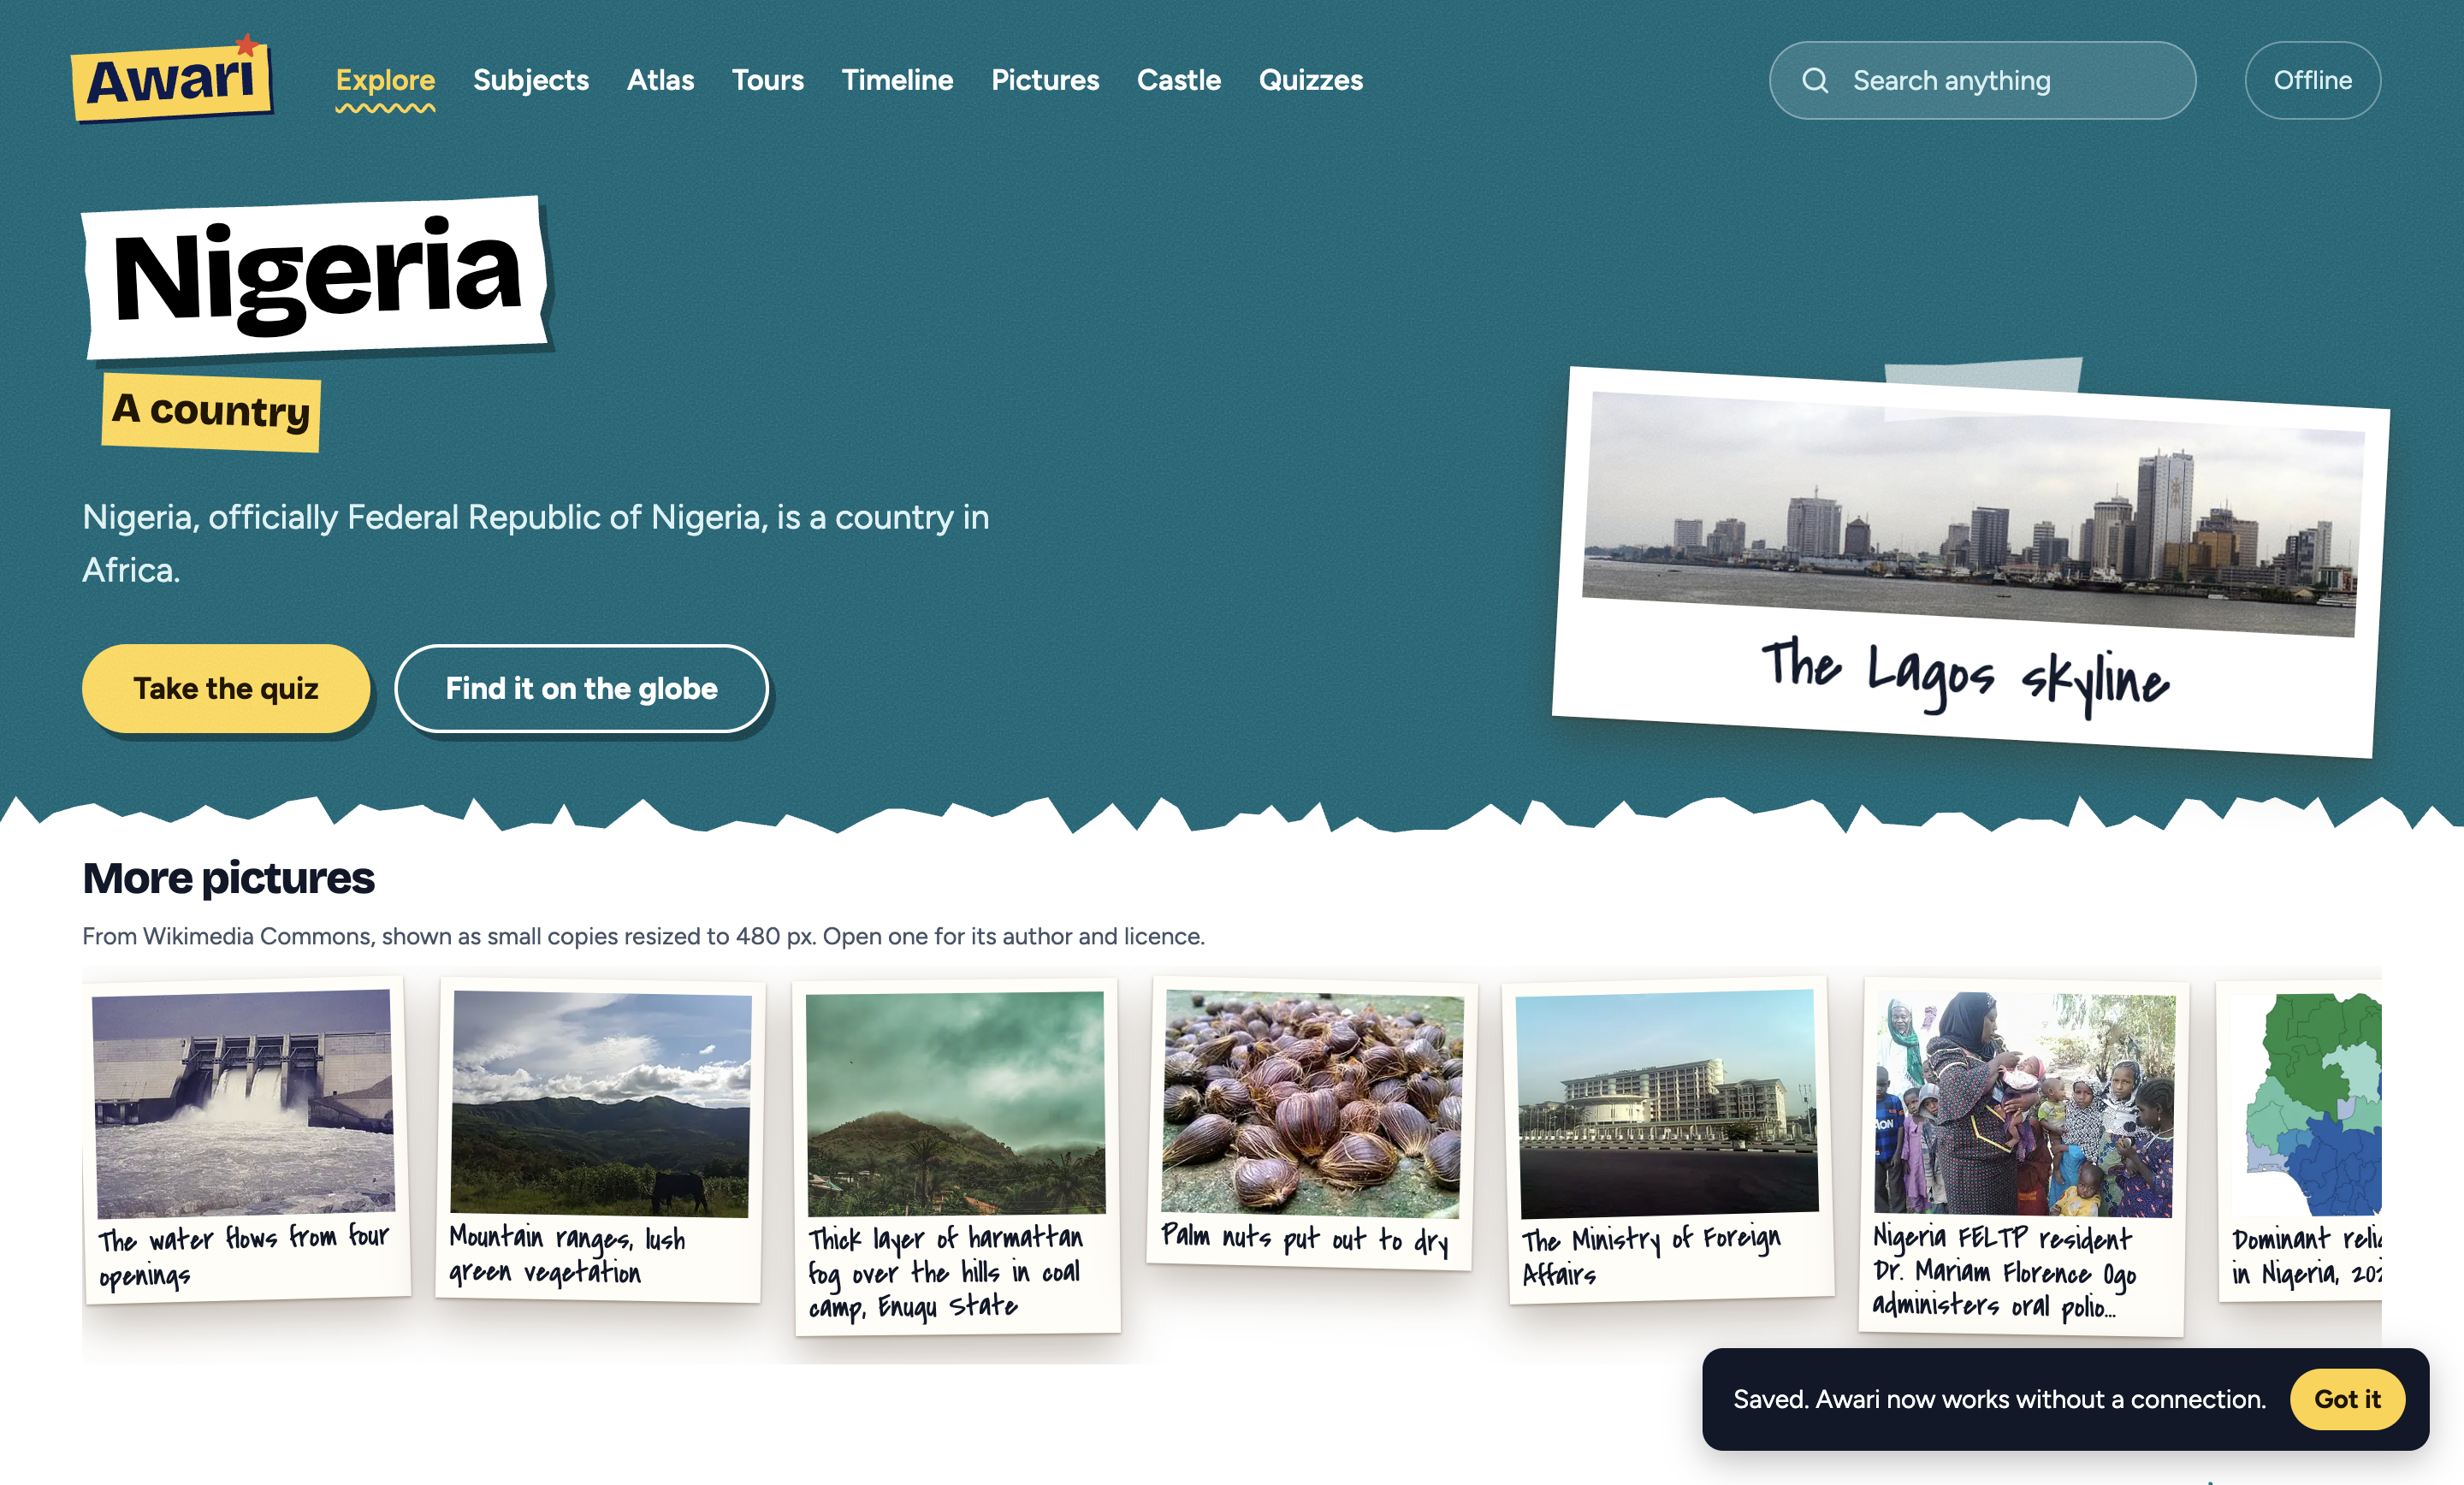 Awari
Explore
Subjects
Atlas
Tours
Timeline
Pictures
Castle
Quizzes
Search anything
Offline
Nigeria
A country
Nigeria, officially Federal Republic of Nigeria, is a country in
Africa.
Take the quiz
Find it on the globe
The Lagos skyline
More pictures
From Wikimedia Commons, shown as small copies resized to 480 px. Open one for its author and licence.
The water flows from four
openings
Mountain ranges, lush
green vegetation
Thick layer of harmattan
fog over the hills in coal
camp, Enugu State
Palm nuts put out to dry
The Ministry of Foreign
Affairs
Nigeria FELTP resident
Dr. Mariam Florence Ogo
administers oral polio...
Dominant
in Nigeria,
Saved. Awari now works without a connection.
Got it